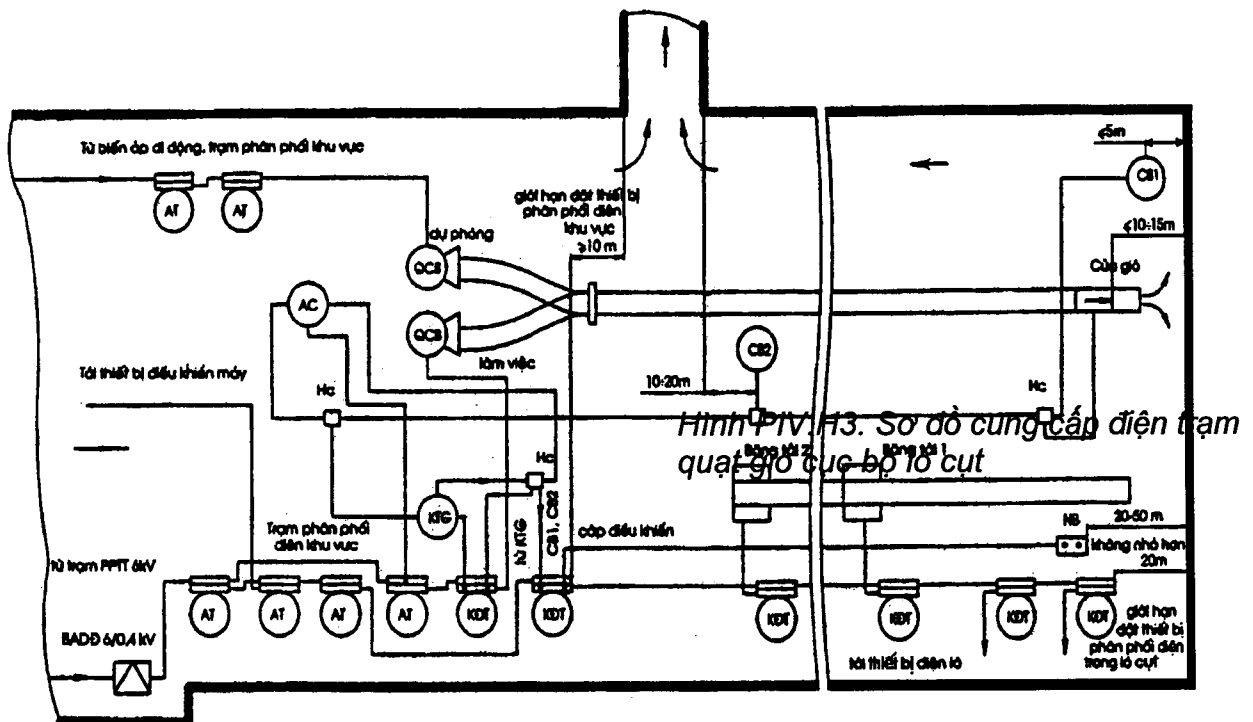 Từ biến áp di động, trạm phân phối khu vực
AT
AT
giới hạn đặt thiết bị
phân phối điện
khu vực
≥10 m
dự phòng
QCB
AC
QCB
làm việc
≤5m
CB1
≤10÷15m
Cửa gió
CB2
10÷20m
Tới thiết bị điều khiển máy
Hc
Hc
Hình PIV.H3. Sơ đồ cung cấp điện trạm
quạt gió cục bộ lò cụt
Băng tải 2
Băng tải 1
Hc
KTG
Từ KTG
CB1, CB2
Trạm phân phối
điện khu vực
cáp điều khiển
NB
20-50 m
không nhỏ hơn
20m
Từ trạm PPTT 6kV
AT
AT
AT
AT
KĐT
KĐT
KĐT
KĐT
KĐT
KĐT
BADĐ 6/0,4 kV
tới thiết bị điện lò
giới hạn
đặt thiết bị
phân phối điện
trong lò cụt